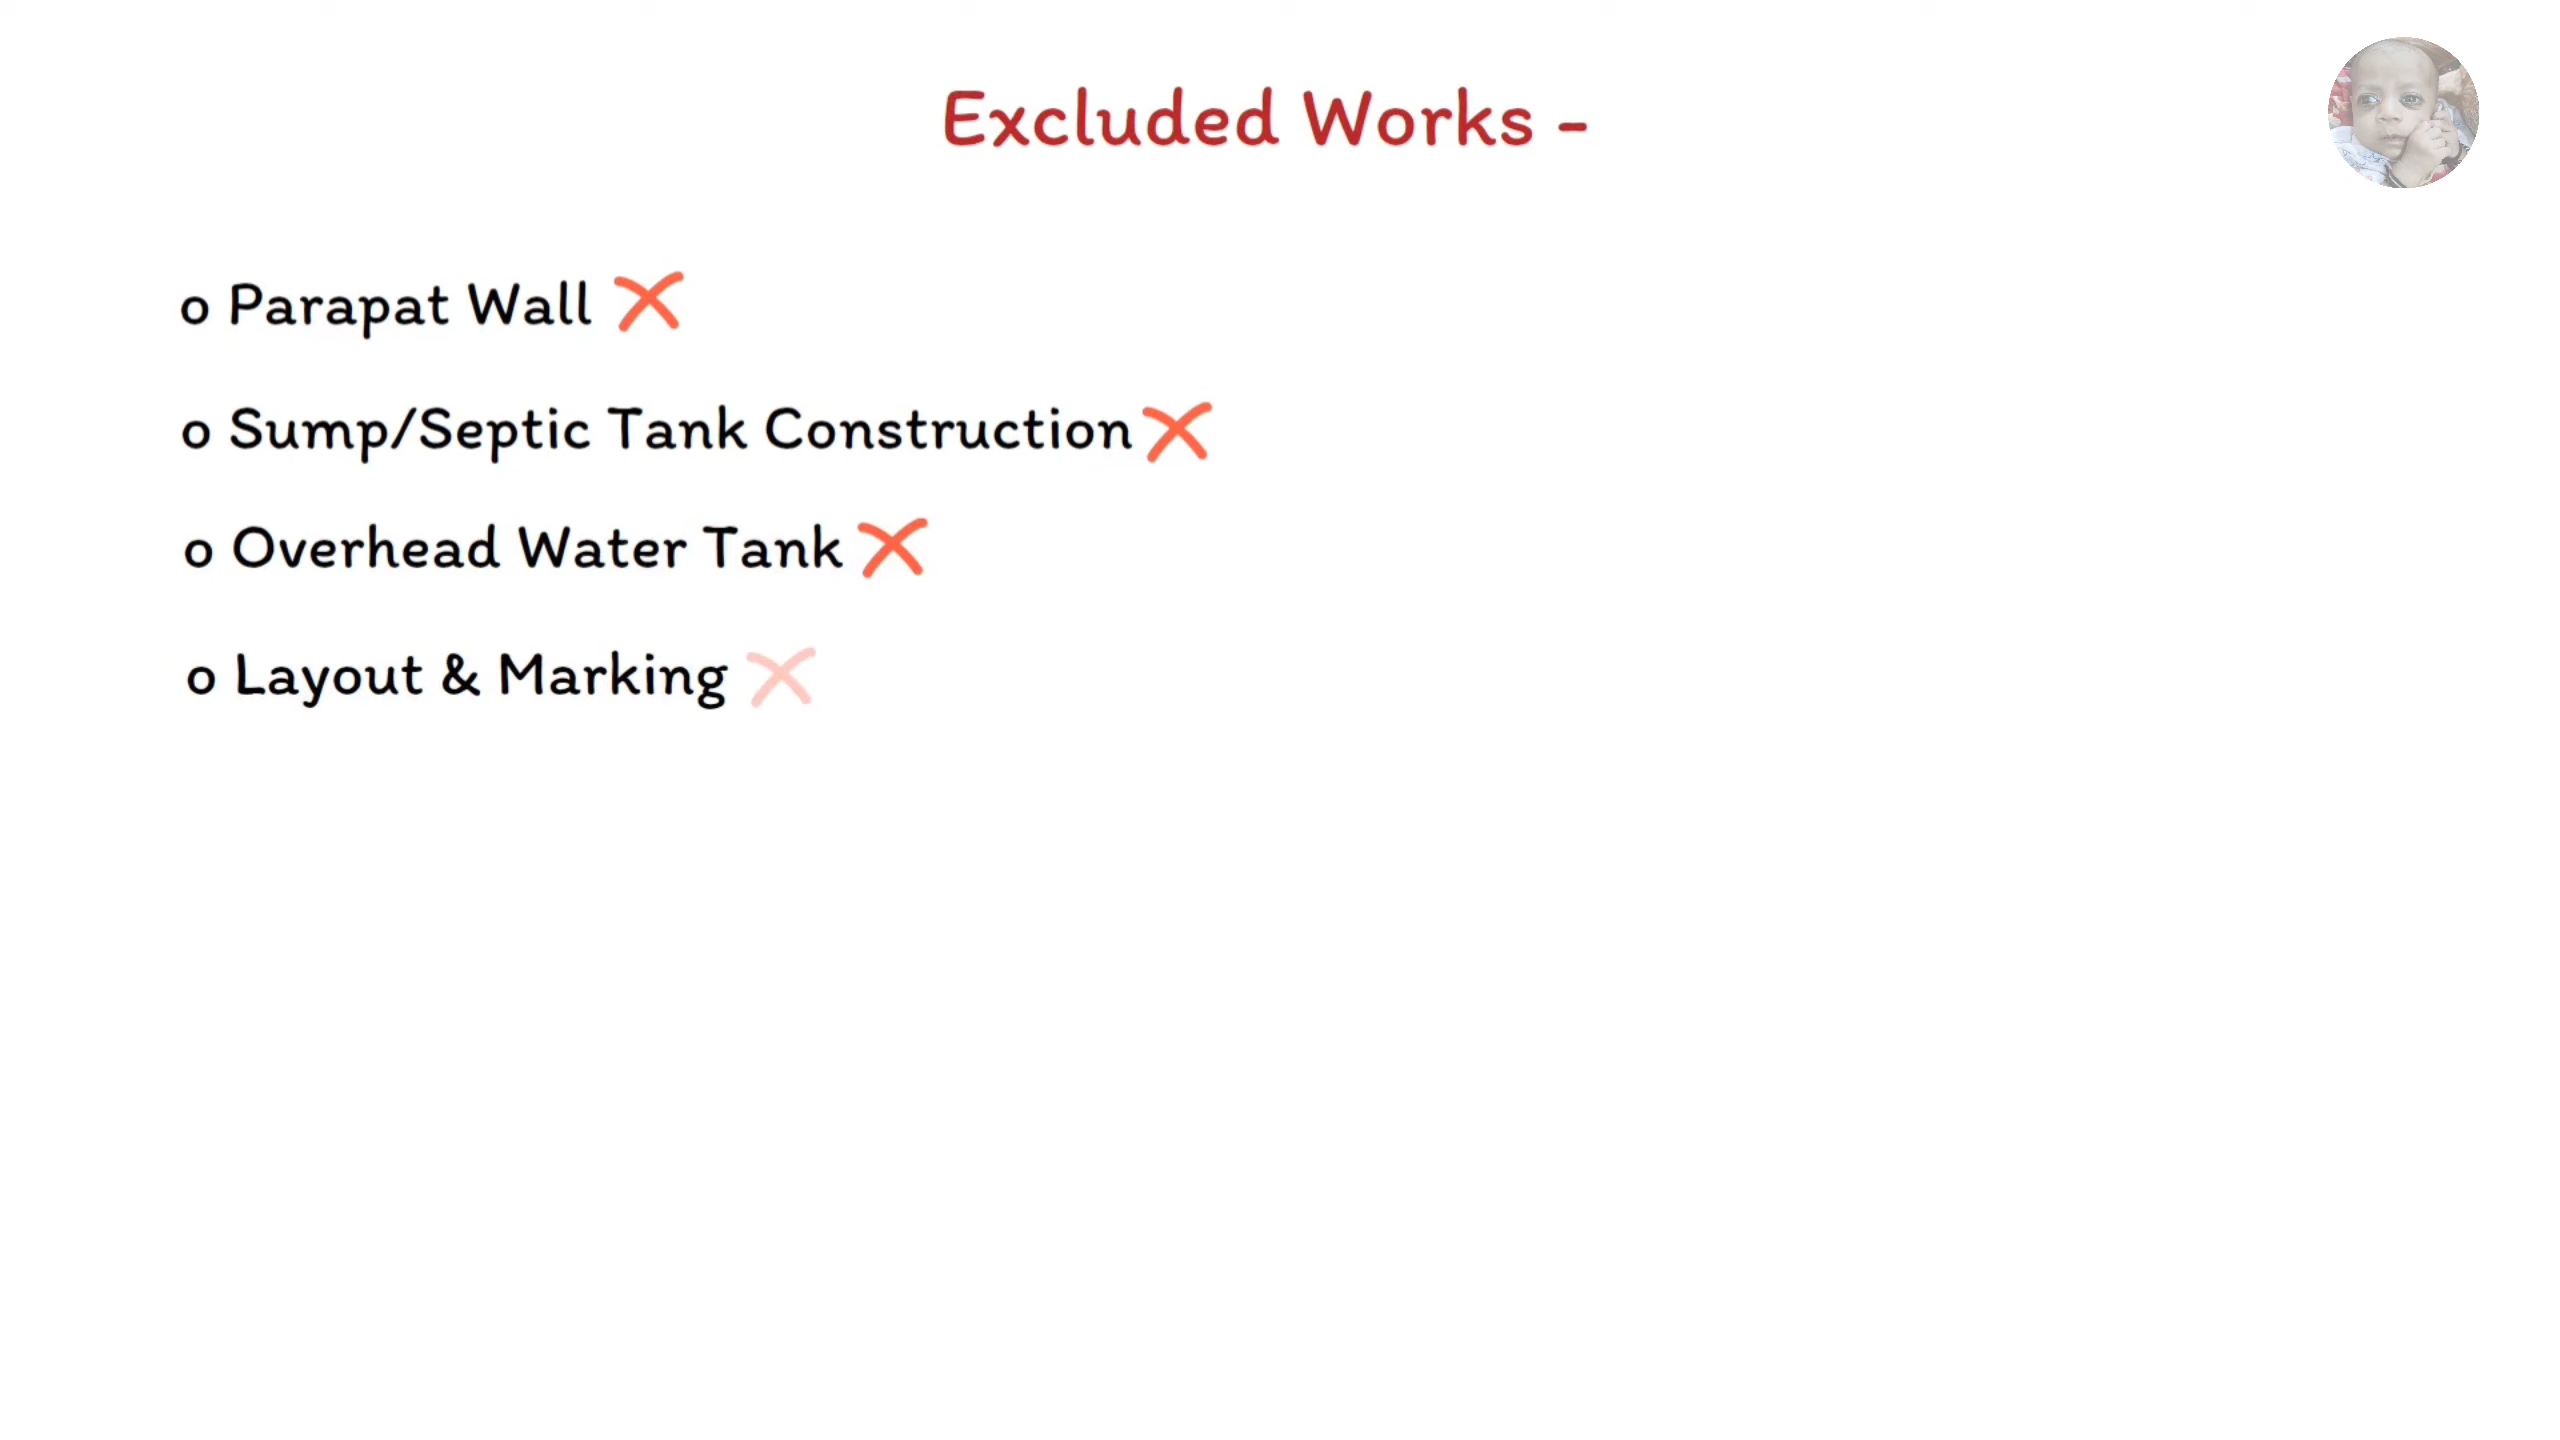 Excluded Works -
o Parapat Wall ❌
o Sump/Septic Tank Construction ❌
o Overhead Water Tank ❌
o Layout & Marking ❌